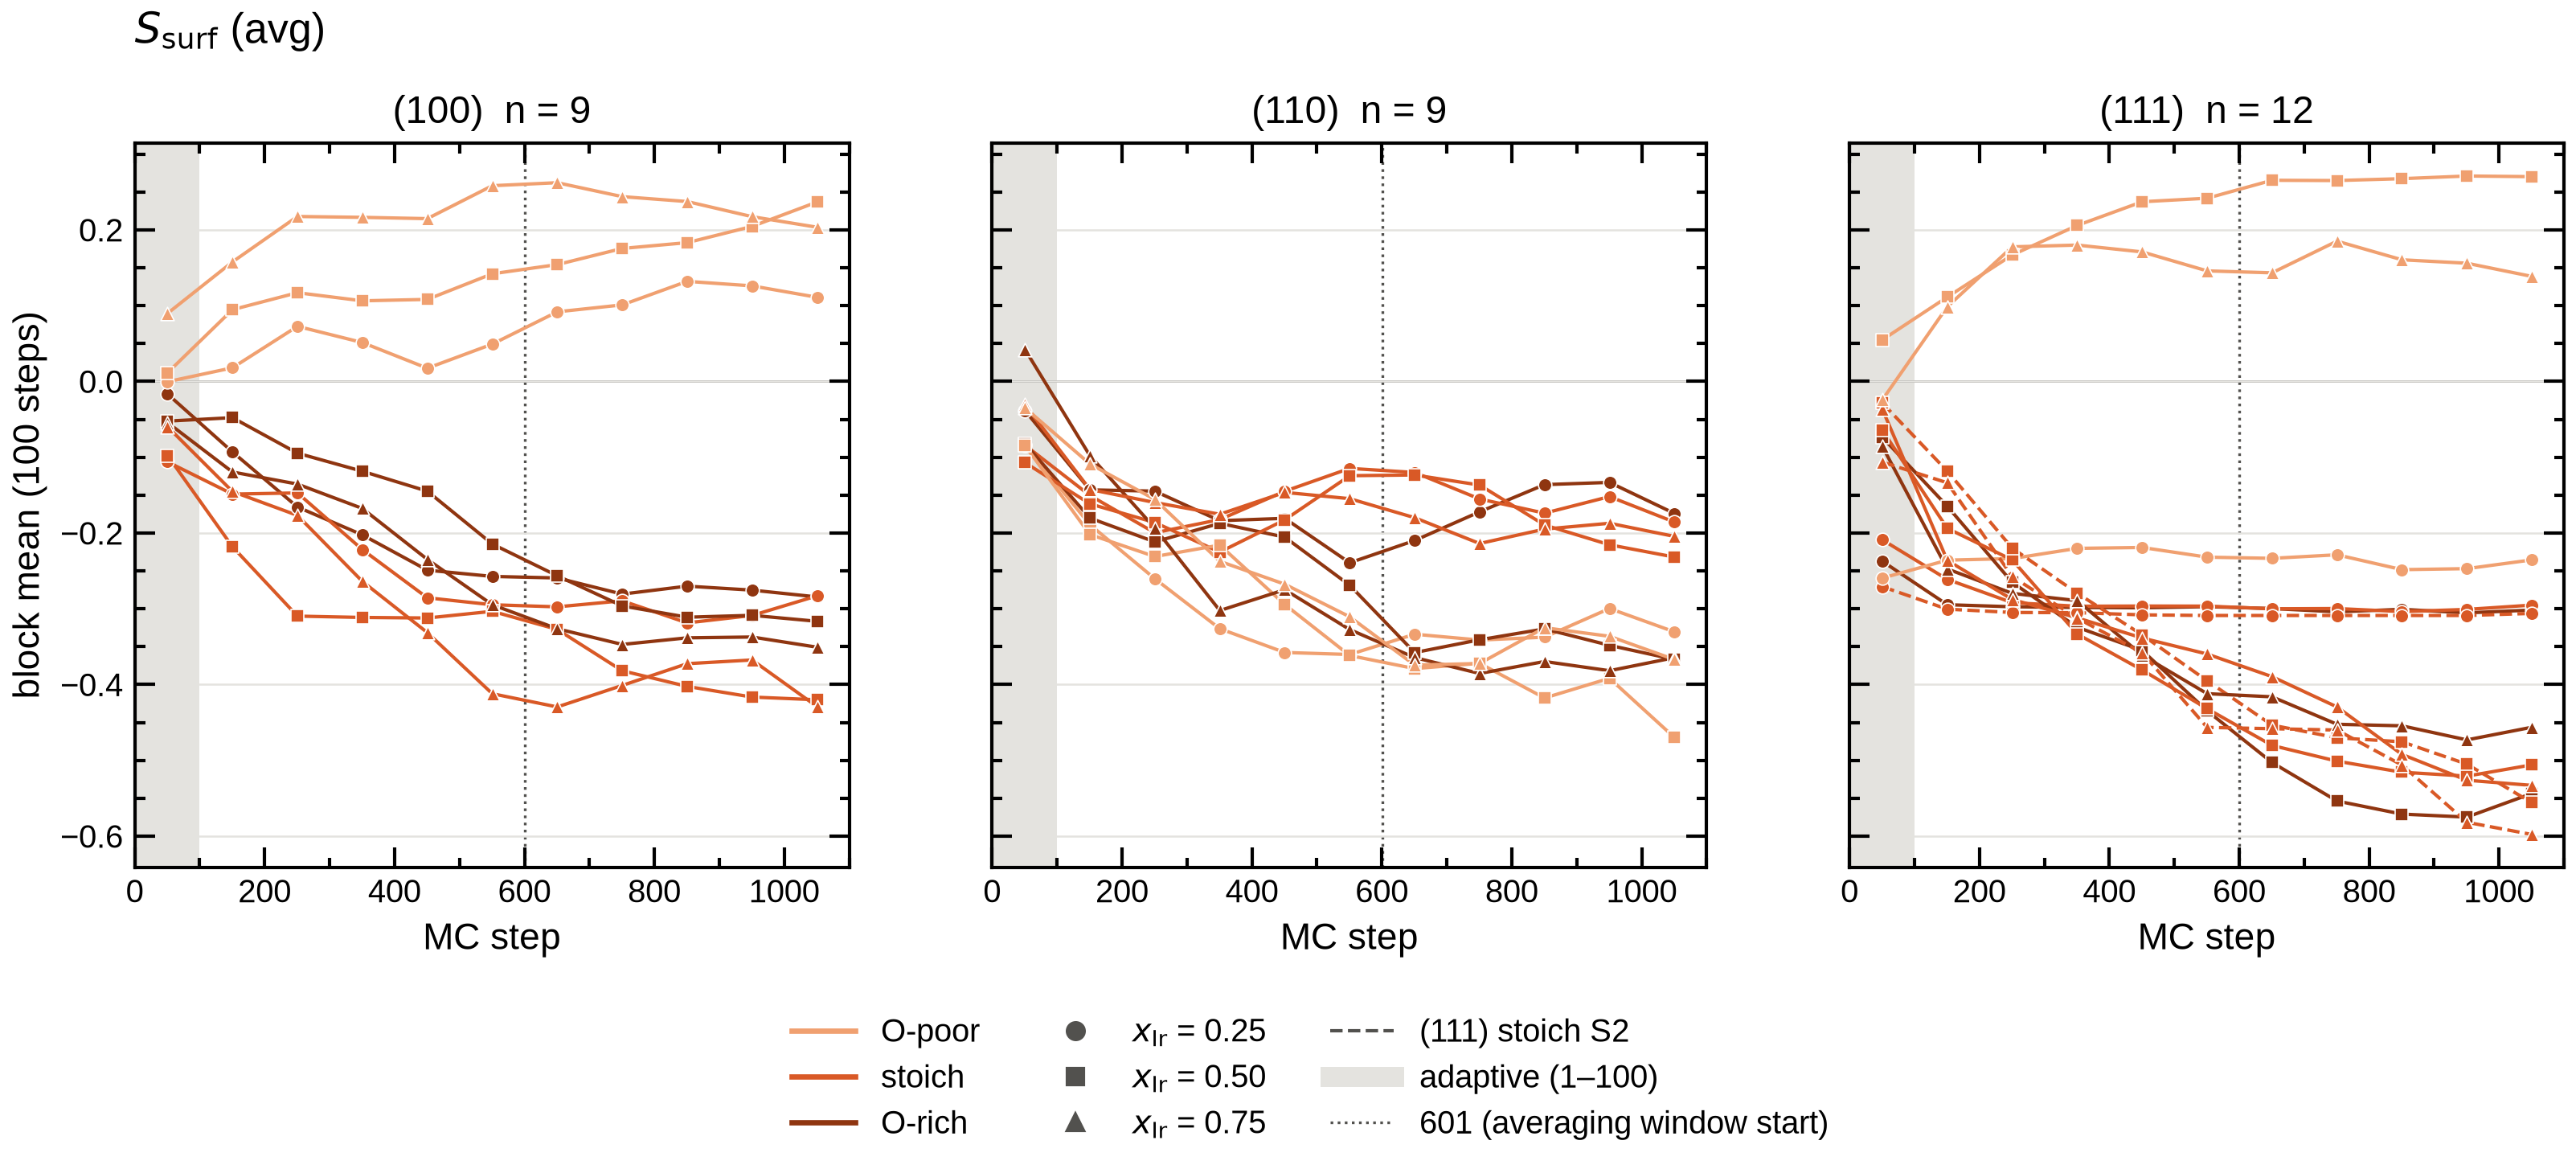 S_surf (avg)
(100) n = 9
(110) n = 9
(111) n = 12
block mean (100 steps)
0.2
0.0
−0.2
−0.4
−0.6
0 200 400 600 800 1000
0 200 400 600 800 1000
0 200 400 600 800 1000
MC step
MC step
MC step
O-poor
stoich
O-rich
x_Ir = 0.25
x_Ir = 0.50
x_Ir = 0.75
(111) stoich S2
adaptive (1–100)
601 (averaging window start)